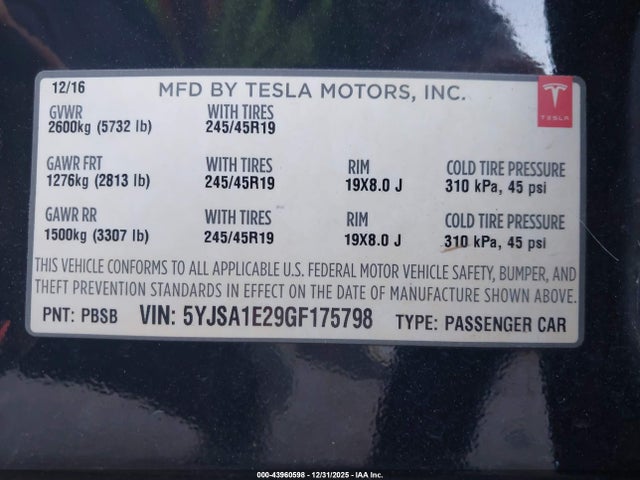 12/16 MFD BY TESLA MOTORS, INC.
TESLA
GVWR WITH TIRES
2600kg (5732 lb) 245/45R19
GAWR FRT WITH TIRES RIM COLD TIRE PRESSURE
1276kg (2813 lb) 245/45R19 19X8.0 J 310 kPa, 45 psi
GAWR RR WITH TIRES RIM COLD TIRE PRESSURE
1500kg (3307 lb) 245/45R19 19X8.0 J 310 kPa, 45 psi
THIS VEHICLE CONFORMS TO ALL APPLICABLE U.S. FEDERAL MOTOR VEHICLE SAFETY, BUMPER, AND
THEFT PREVENTION STANDARDS IN EFFECT ON THE DATE OF MANUFACTURE SHOWN ABOVE.
PNT: PBSB VIN: 5YJSA1E29GF175798 TYPE: PASSENGER CAR
000-43960598 - 12/31/2025 - IAA Inc.